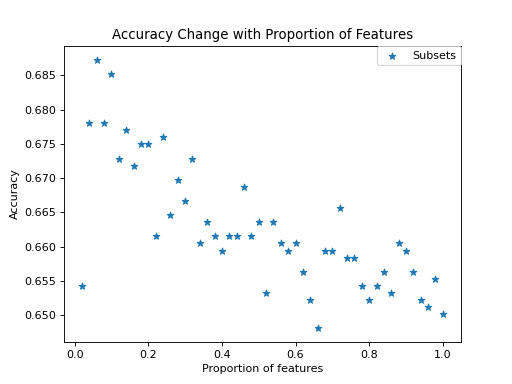 Accuracy Change with Proportion of Features
Subsets
0.685
0.680
0.675
0.670
0.665
0.660
0.655
0.650
Accuracy
0.0 0.2 0.4 0.6 0.8 1.0
Proportion of features